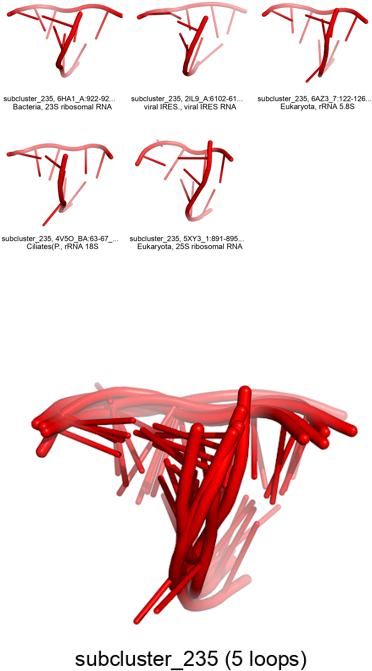 subcluster_235, 6HA1_A:922-92...
Bacteria, 23S ribosomal RNA
subcluster_235, 2IL9_A:6102-61...
viral IRES., viral IRES RNA
subcluster_235, 6AZ3_7:122-126...
Eukaryota, rRNA 5.8S
subcluster_235, 4V5O_BA:63-67_...
Ciliates(P., rRNA 18S
subcluster_235, 5XY3_1:891-895...
Eukaryota, 25S ribosomal RNA
subcluster_235 (5 loops)